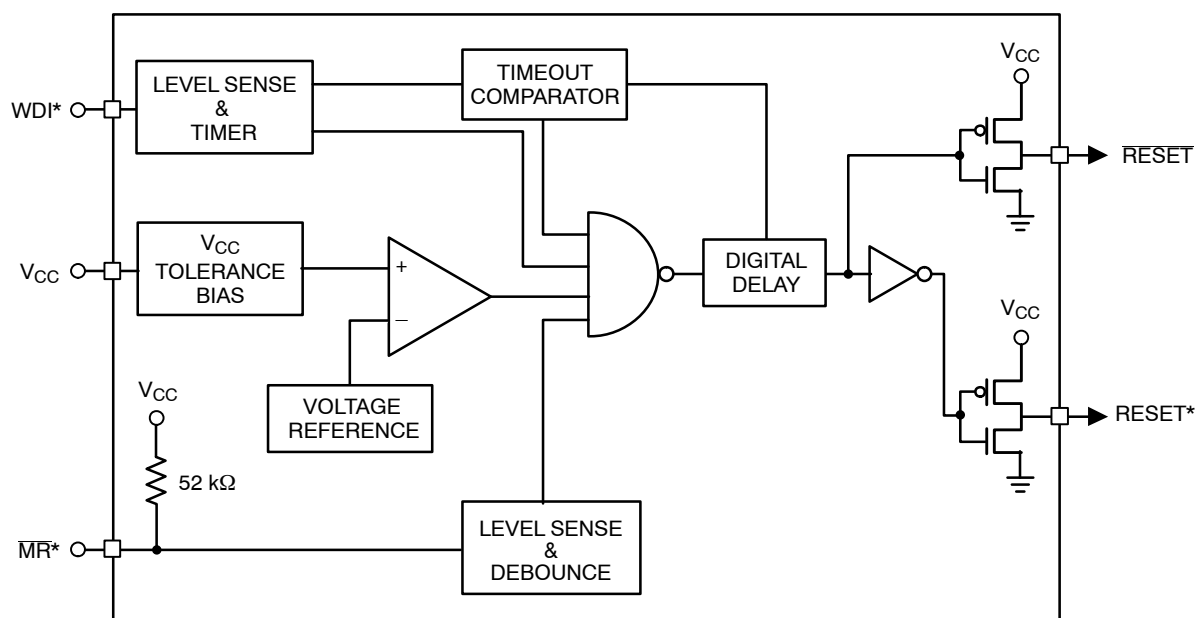 WDI*
LEVEL SENSE
&
TIMER
TIMEOUT
COMPARATOR
VCC
RESET
VCC
VCC
TOLERANCE
BIAS
+
−
DIGITAL
DELAY
VOLTAGE
REFERENCE
VCC
RESET*
VCC
52 kΩ
MR*
LEVEL SENSE
&
DEBOUNCE